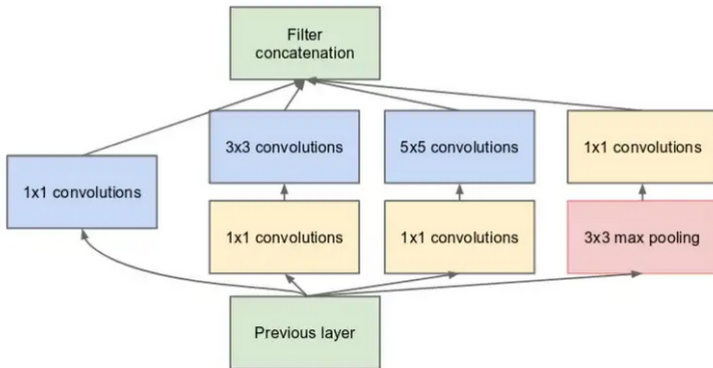 Filter
concatenation
3x3 convolutions
5x5 convolutions
1x1 convolutions
1x1 convolutions
1x1 convolutions
1x1 convolutions
3x3 max pooling
Previous layer